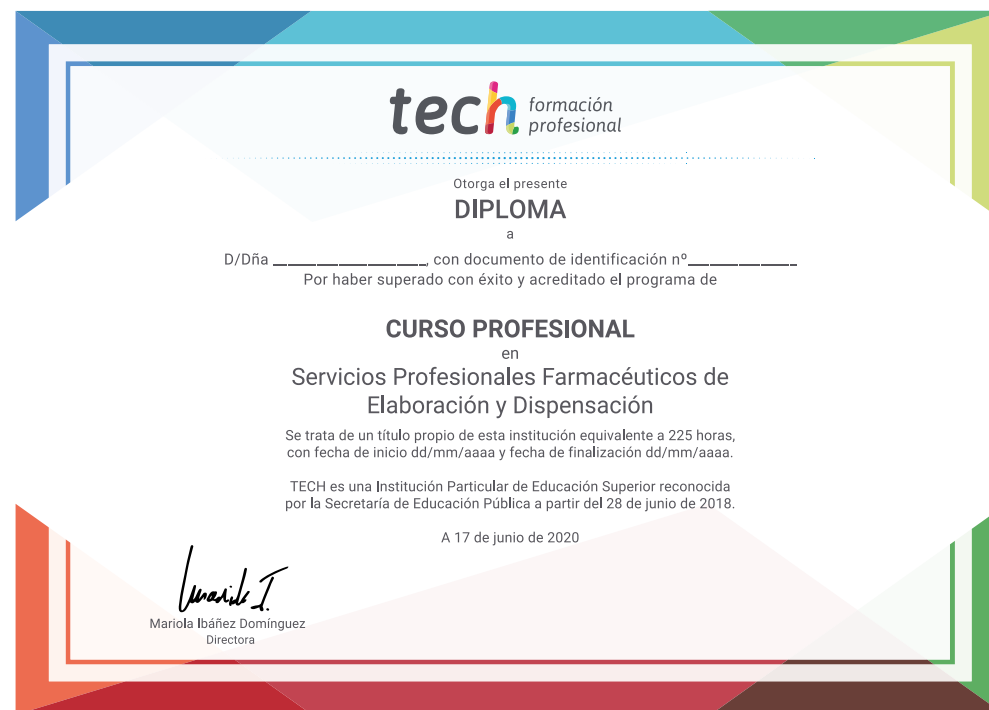 tech formación
profesional
Otorga el presente
DIPLOMA
a
D/Dña ____________________, con documento de identificación nº______________
Por haber superado con éxito y acreditado el programa de
CURSO PROFESIONAL
en
Servicios Profesionales Farmacéuticos de
Elaboración y Dispensación
Se trata de un título propio de esta institución equivalente a 225 horas,
con fecha de inicio dd/mm/aaaa y fecha de finalización dd/mm/aaaa.
TECH es una Institución Particular de Educación Superior reconocida
por la Secretaría de Educación Pública a partir del 28 de junio de 2018.
A 17 de junio de 2020
Mariola Ibáñez Domínguez
Directora